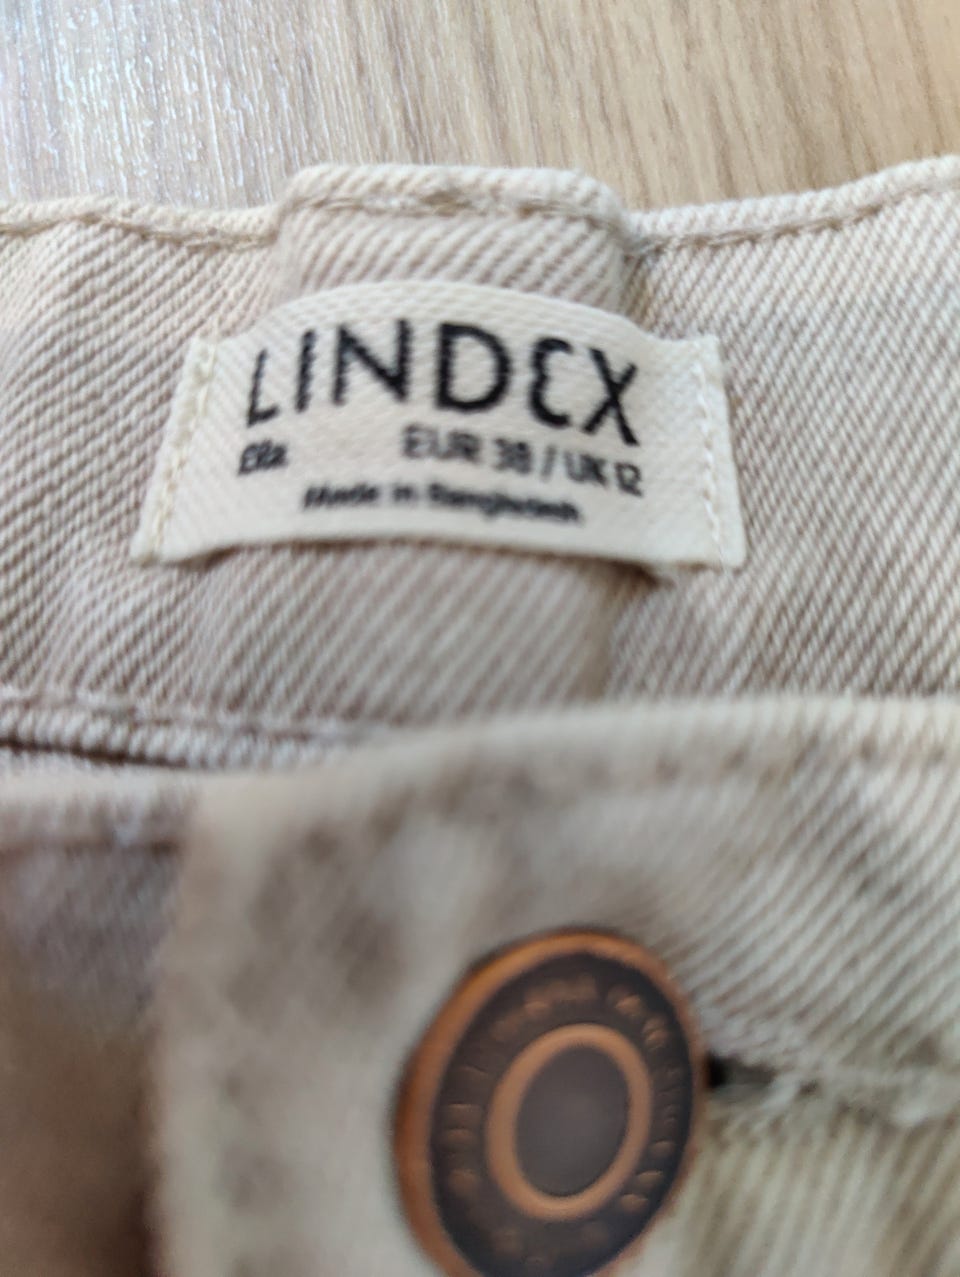 LINDEX
Ella EUR 38 / UK 12
Made in Bangladesh